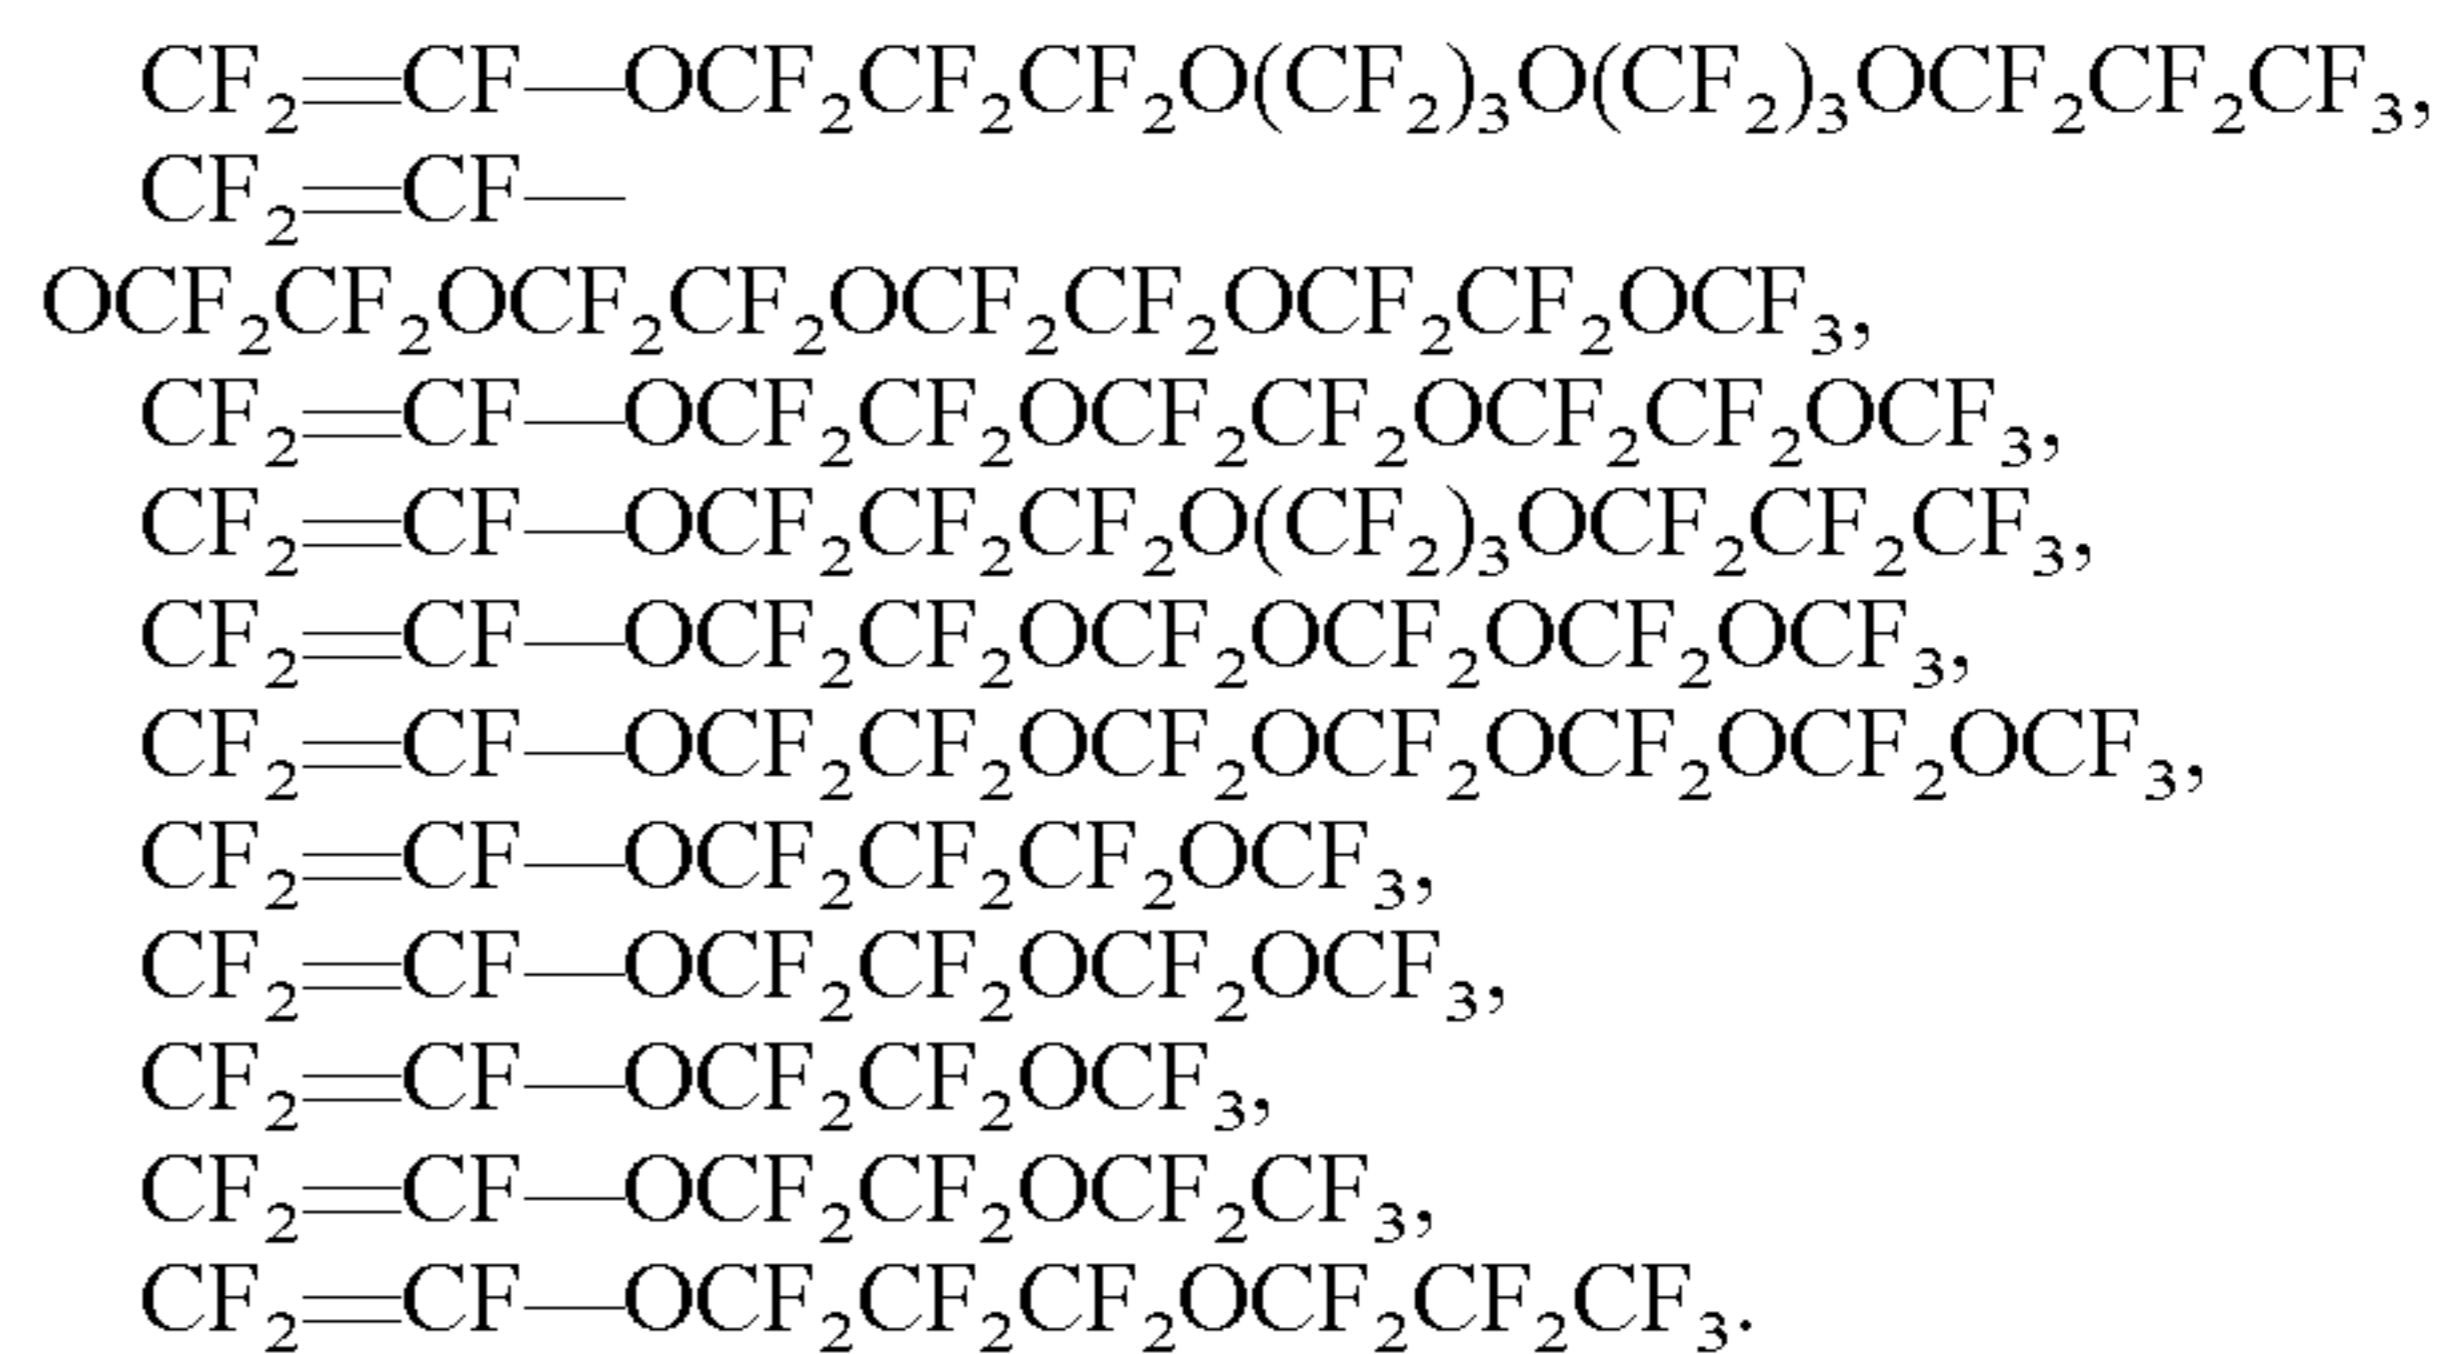 CF₂=CF—OCF₂CF₂CF₂O(CF₂)₃O(CF₂)₃OCF₂CF₂CF₃,
CF₂=CF—
OCF₂CF₂OCF₂CF₂OCF₂CF₂OCF₂CF₂OCF₃,
CF₂=CF—OCF₂CF₂OCF₂CF₂OCF₂CF₂OCF₃,
CF₂=CF—OCF₂CF₂CF₂O(CF₂)₃OCF₂CF₂CF₃,
CF₂=CF—OCF₂CF₂OCF₂OCF₂OCF₂OCF₃,
CF₂=CF—OCF₂CF₂OCF₂OCF₂OCF₂OCF₂OCF₃,
CF₂=CF—OCF₂CF₂CF₂OCF₃,
CF₂=CF—OCF₂CF₂OCF₂OCF₃,
CF₂=CF—OCF₂CF₂OCF₃,
CF₂=CF—OCF₂CF₂OCF₂CF₃,
CF₂=CF—OCF₂CF₂CF₂OCF₂CF₂CF₃.